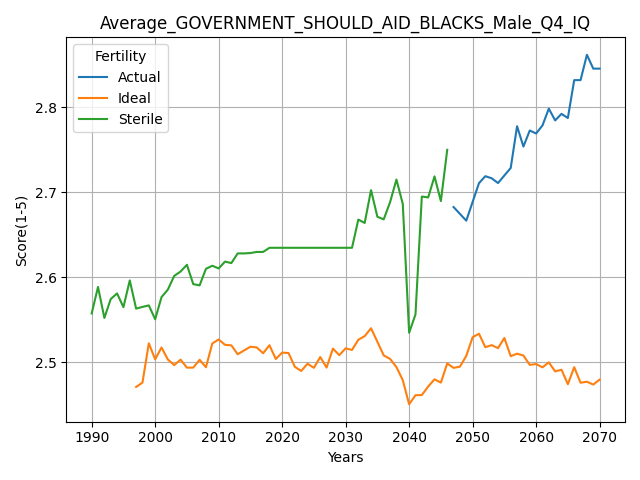 Average_GOVERNMENT_SHOULD_AID_BLACKS_Male_Q4_IQ
Fertility
Actual
Ideal
Sterile
Score(1-5)
2.8
2.7
2.6
2.5
1990 2000 2010 2020 2030 2040 2050 2060 2070
Years